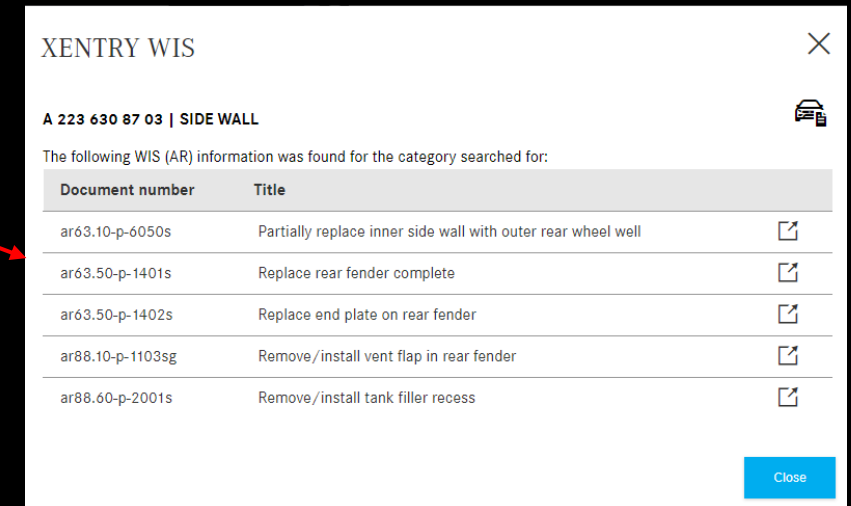 XENTRY WIS
A 223 630 87 03 | SIDE WALL
The following WIS (AR) information was found for the category searched for:
Document number Title
ar63.10-p-6050s Partially replace inner side wall with outer rear wheel well
ar63.50-p-1401s Replace rear fender complete
ar63.50-p-1402s Replace end plate on rear fender
ar88.10-p-1103sg Remove/install vent flap in rear fender
ar88.60-p-2001s Remove/install tank filler recess
Close